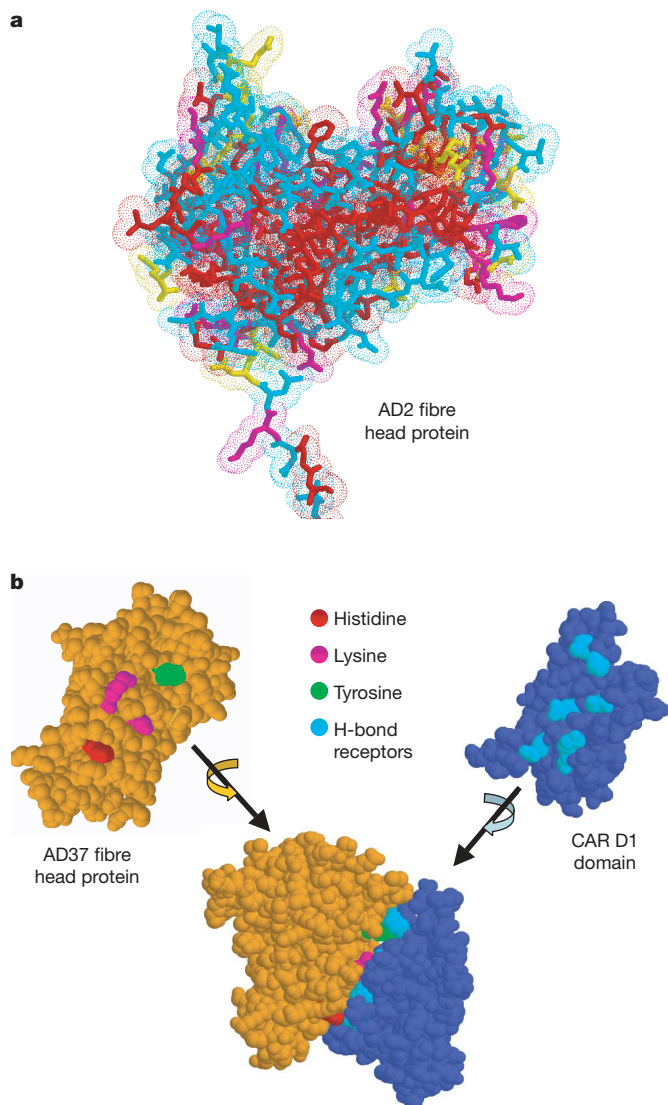 a
AD2 fibre
head protein
b
Histidine
Lysine
Tyrosine
H-bond
receptors
AD37 fibre
head protein
CAR D1
domain